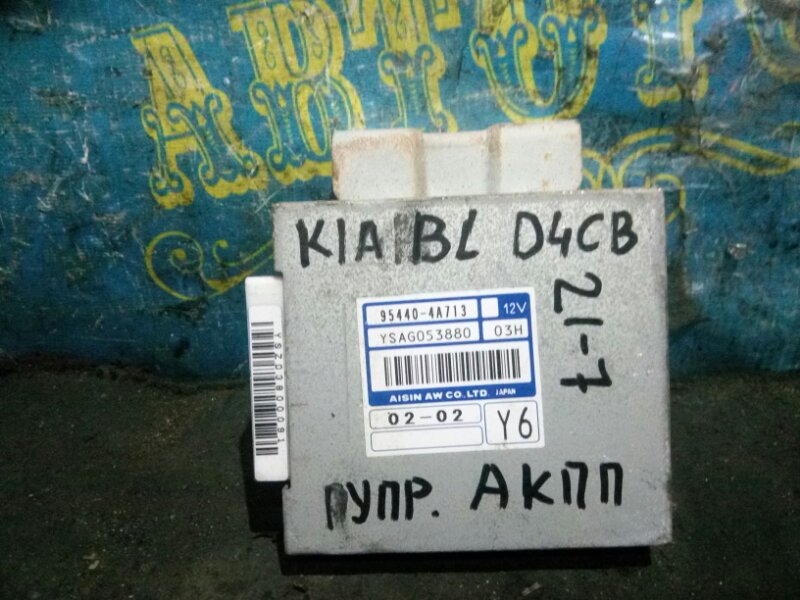 АВТОГ
KIA BL D4CB
21-7
95440-4A713 12V
YSAG053880 03H
AISIN AW CO.,LTD. JAPAN
02-02 Y6
УПР. АКПП